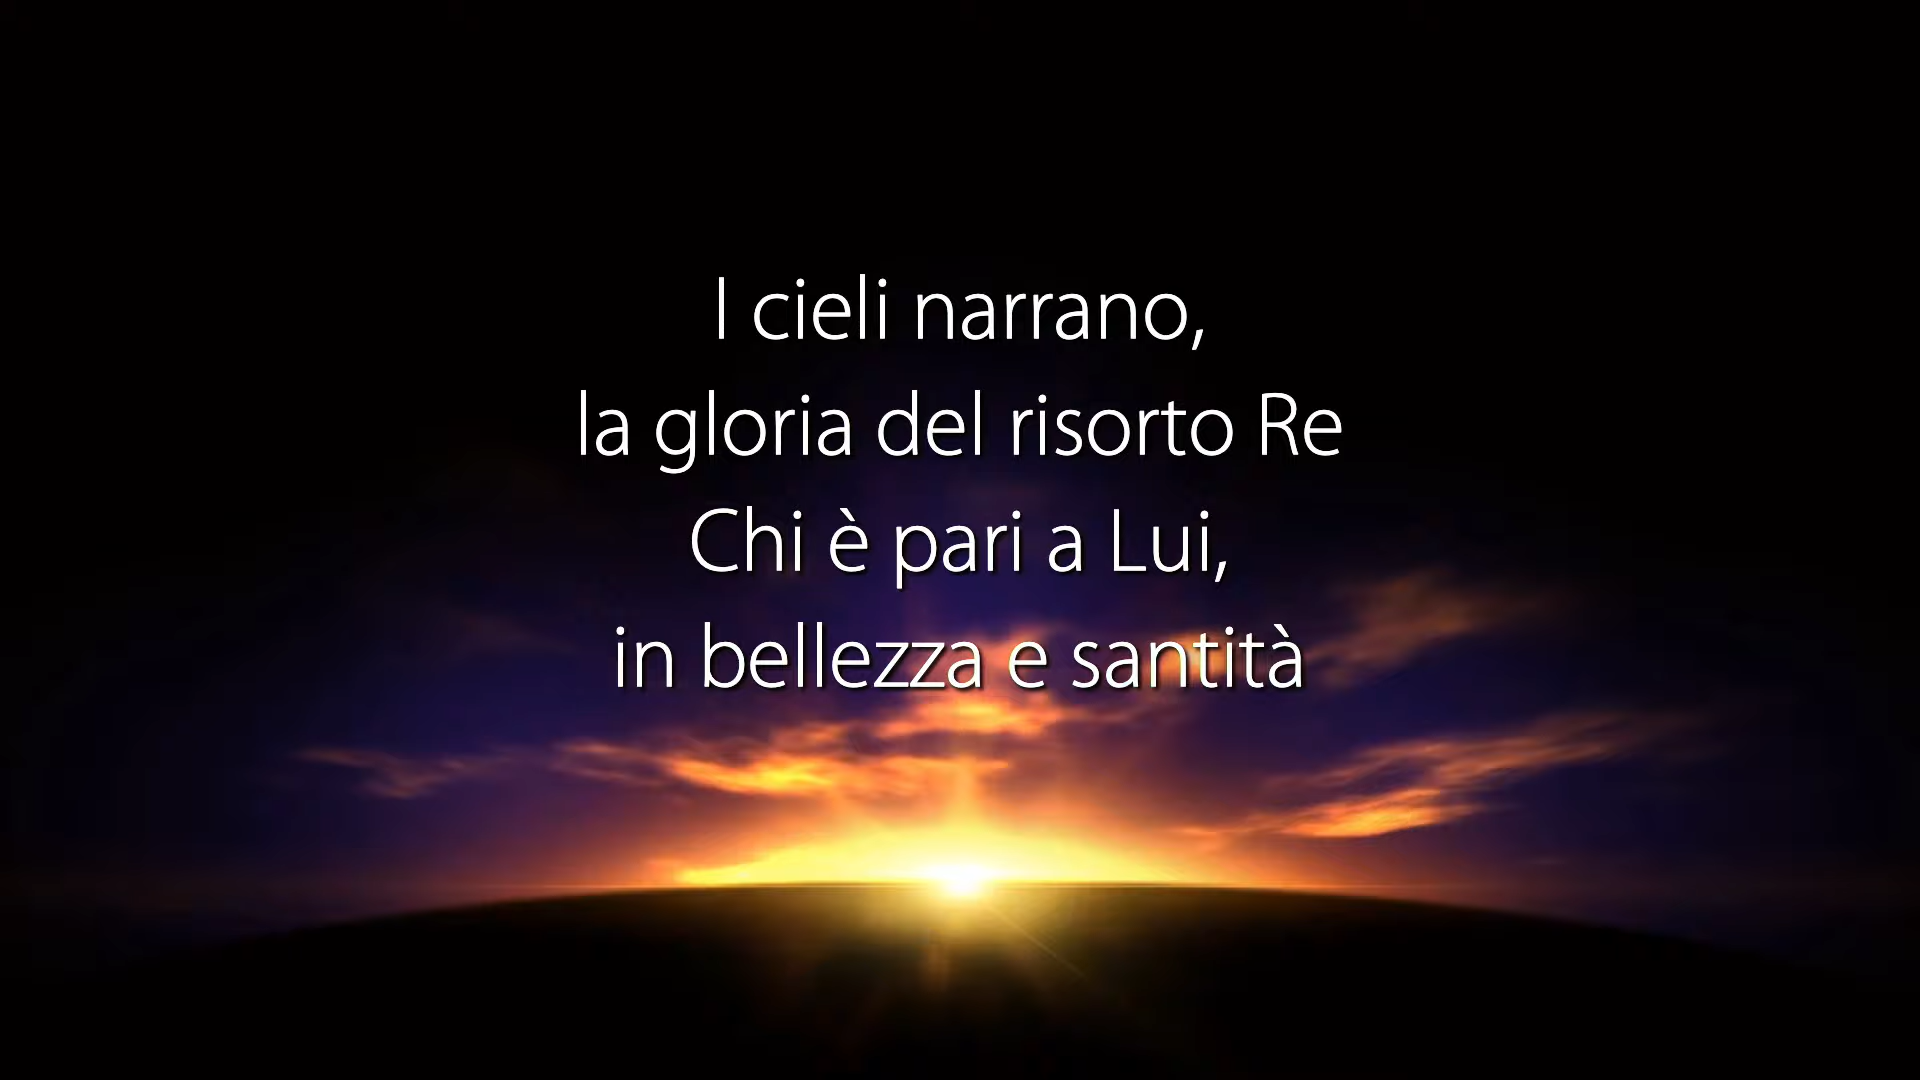 I cieli narrano,
la gloria del risorto Re
Chi è pari a Lui,
in bellezza e santità